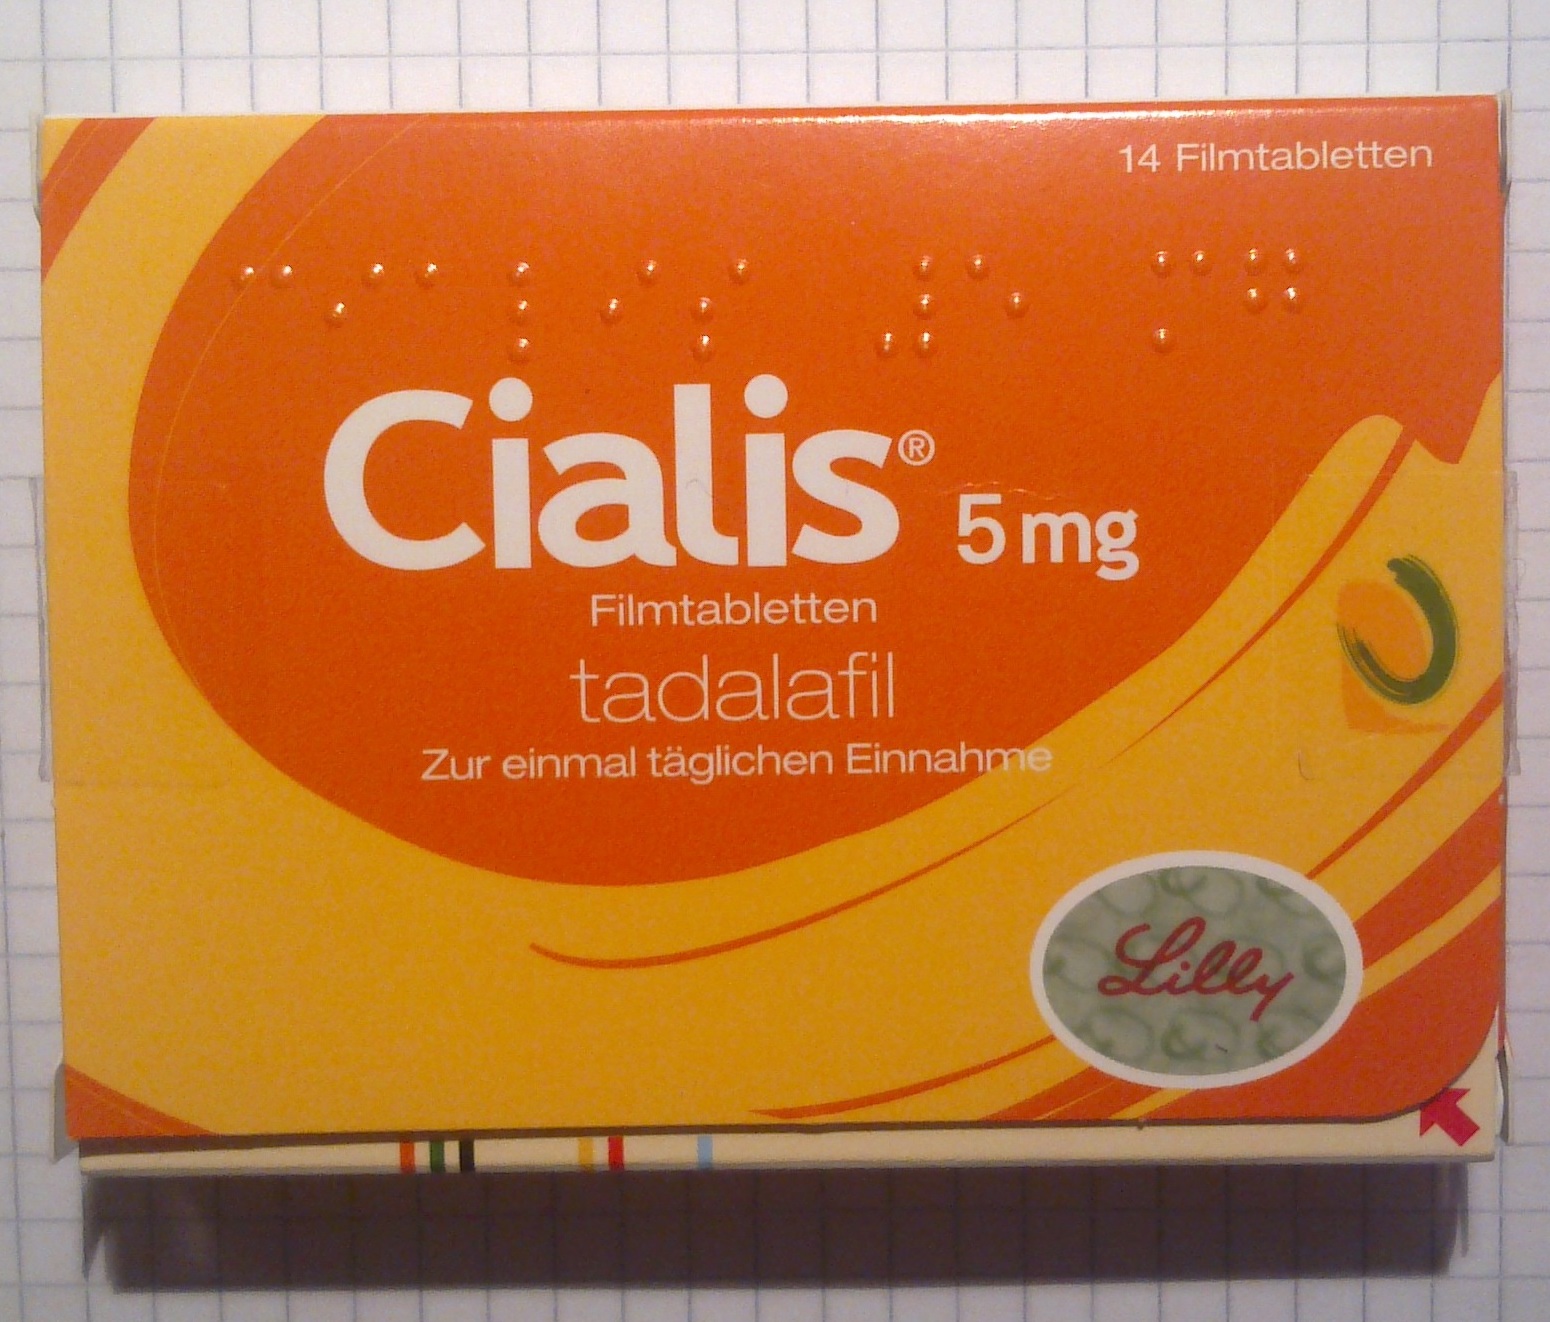 14 Filmtabletten
⠉⠊⠁⠇⠊⠎ ⠼⠑ ⠍⠛
Cialis® 5 mg
Filmtabletten
tadalafil
Zur einmal täglichen Einnahme
Lilly